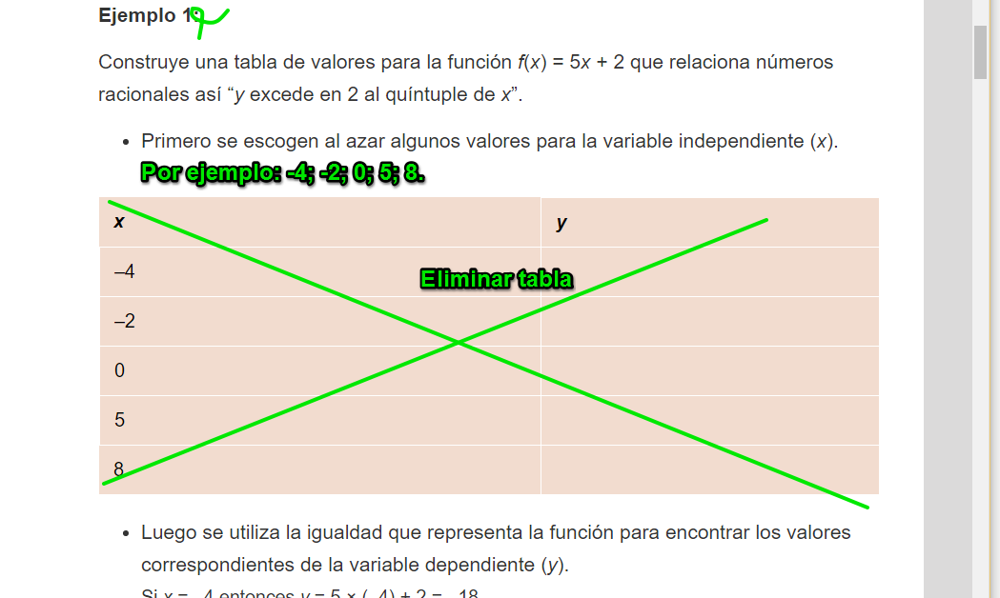 Ejemplo 1:
Construye una tabla de valores para la función f(x) = 5x + 2 que relaciona números
racionales así “y excede en 2 al quíntuple de x”.
• Primero se escogen al azar algunos valores para la variable independiente (x).
Por ejemplo: -4; -2; 0; 5; 8.
x y
–4
Eliminar tabla
–2
0
5
8
• Luego se utiliza la igualdad que representa la función para encontrar los valores
correspondientes de la variable dependiente (y).
Si x = –4 entonces y = 5 × (–4) + 2 = –18